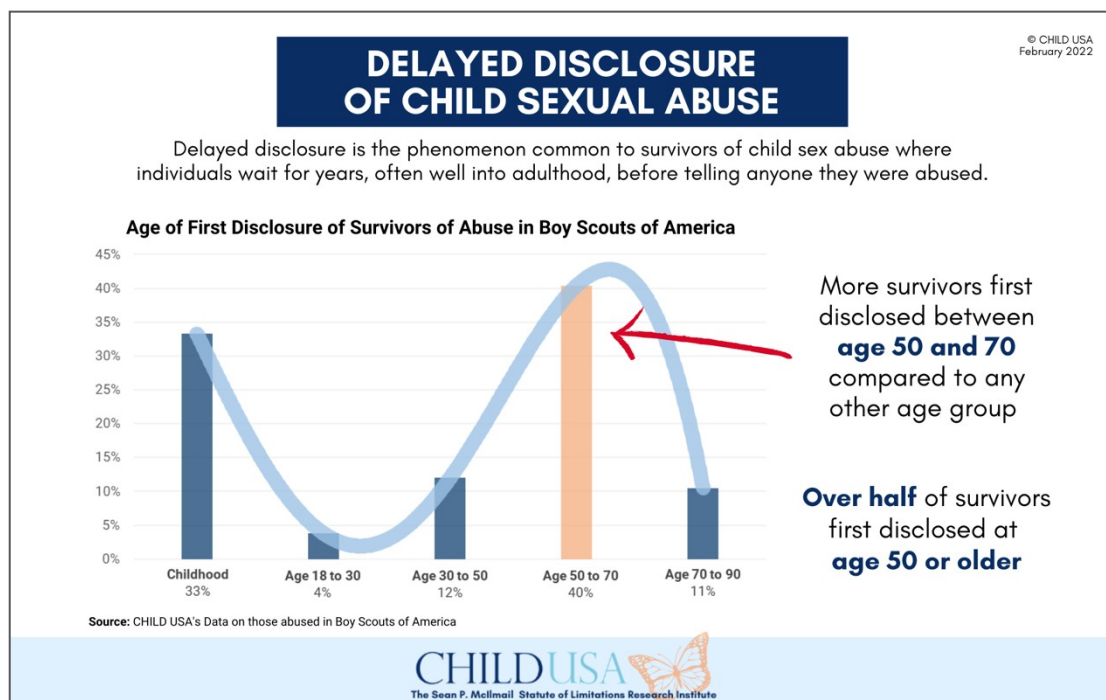 © CHILD USA
February 2022
DELAYED DISCLOSURE
OF CHILD SEXUAL ABUSE
Delayed disclosure is the phenomenon common to survivors of child sex abuse where
individuals wait for years, often well into adulthood, before telling anyone they were abused.
Age of First Disclosure of Survivors of Abuse in Boy Scouts of America
45%
40%
35%
30%
25%
20%
15%
10%
5%
0%
Childhood
33%
Age 18 to 30
4%
Age 30 to 50
12%
Age 50 to 70
40%
Age 70 to 90
11%
More survivors first
disclosed between
age 50 and 70
compared to any
other age group
Over half of survivors
first disclosed at
age 50 or older
Source: CHILD USA's Data on those abused in Boy Scouts of America
CHILDUSA
The Sean P. McIlmail Statute of Limitations Research Institute